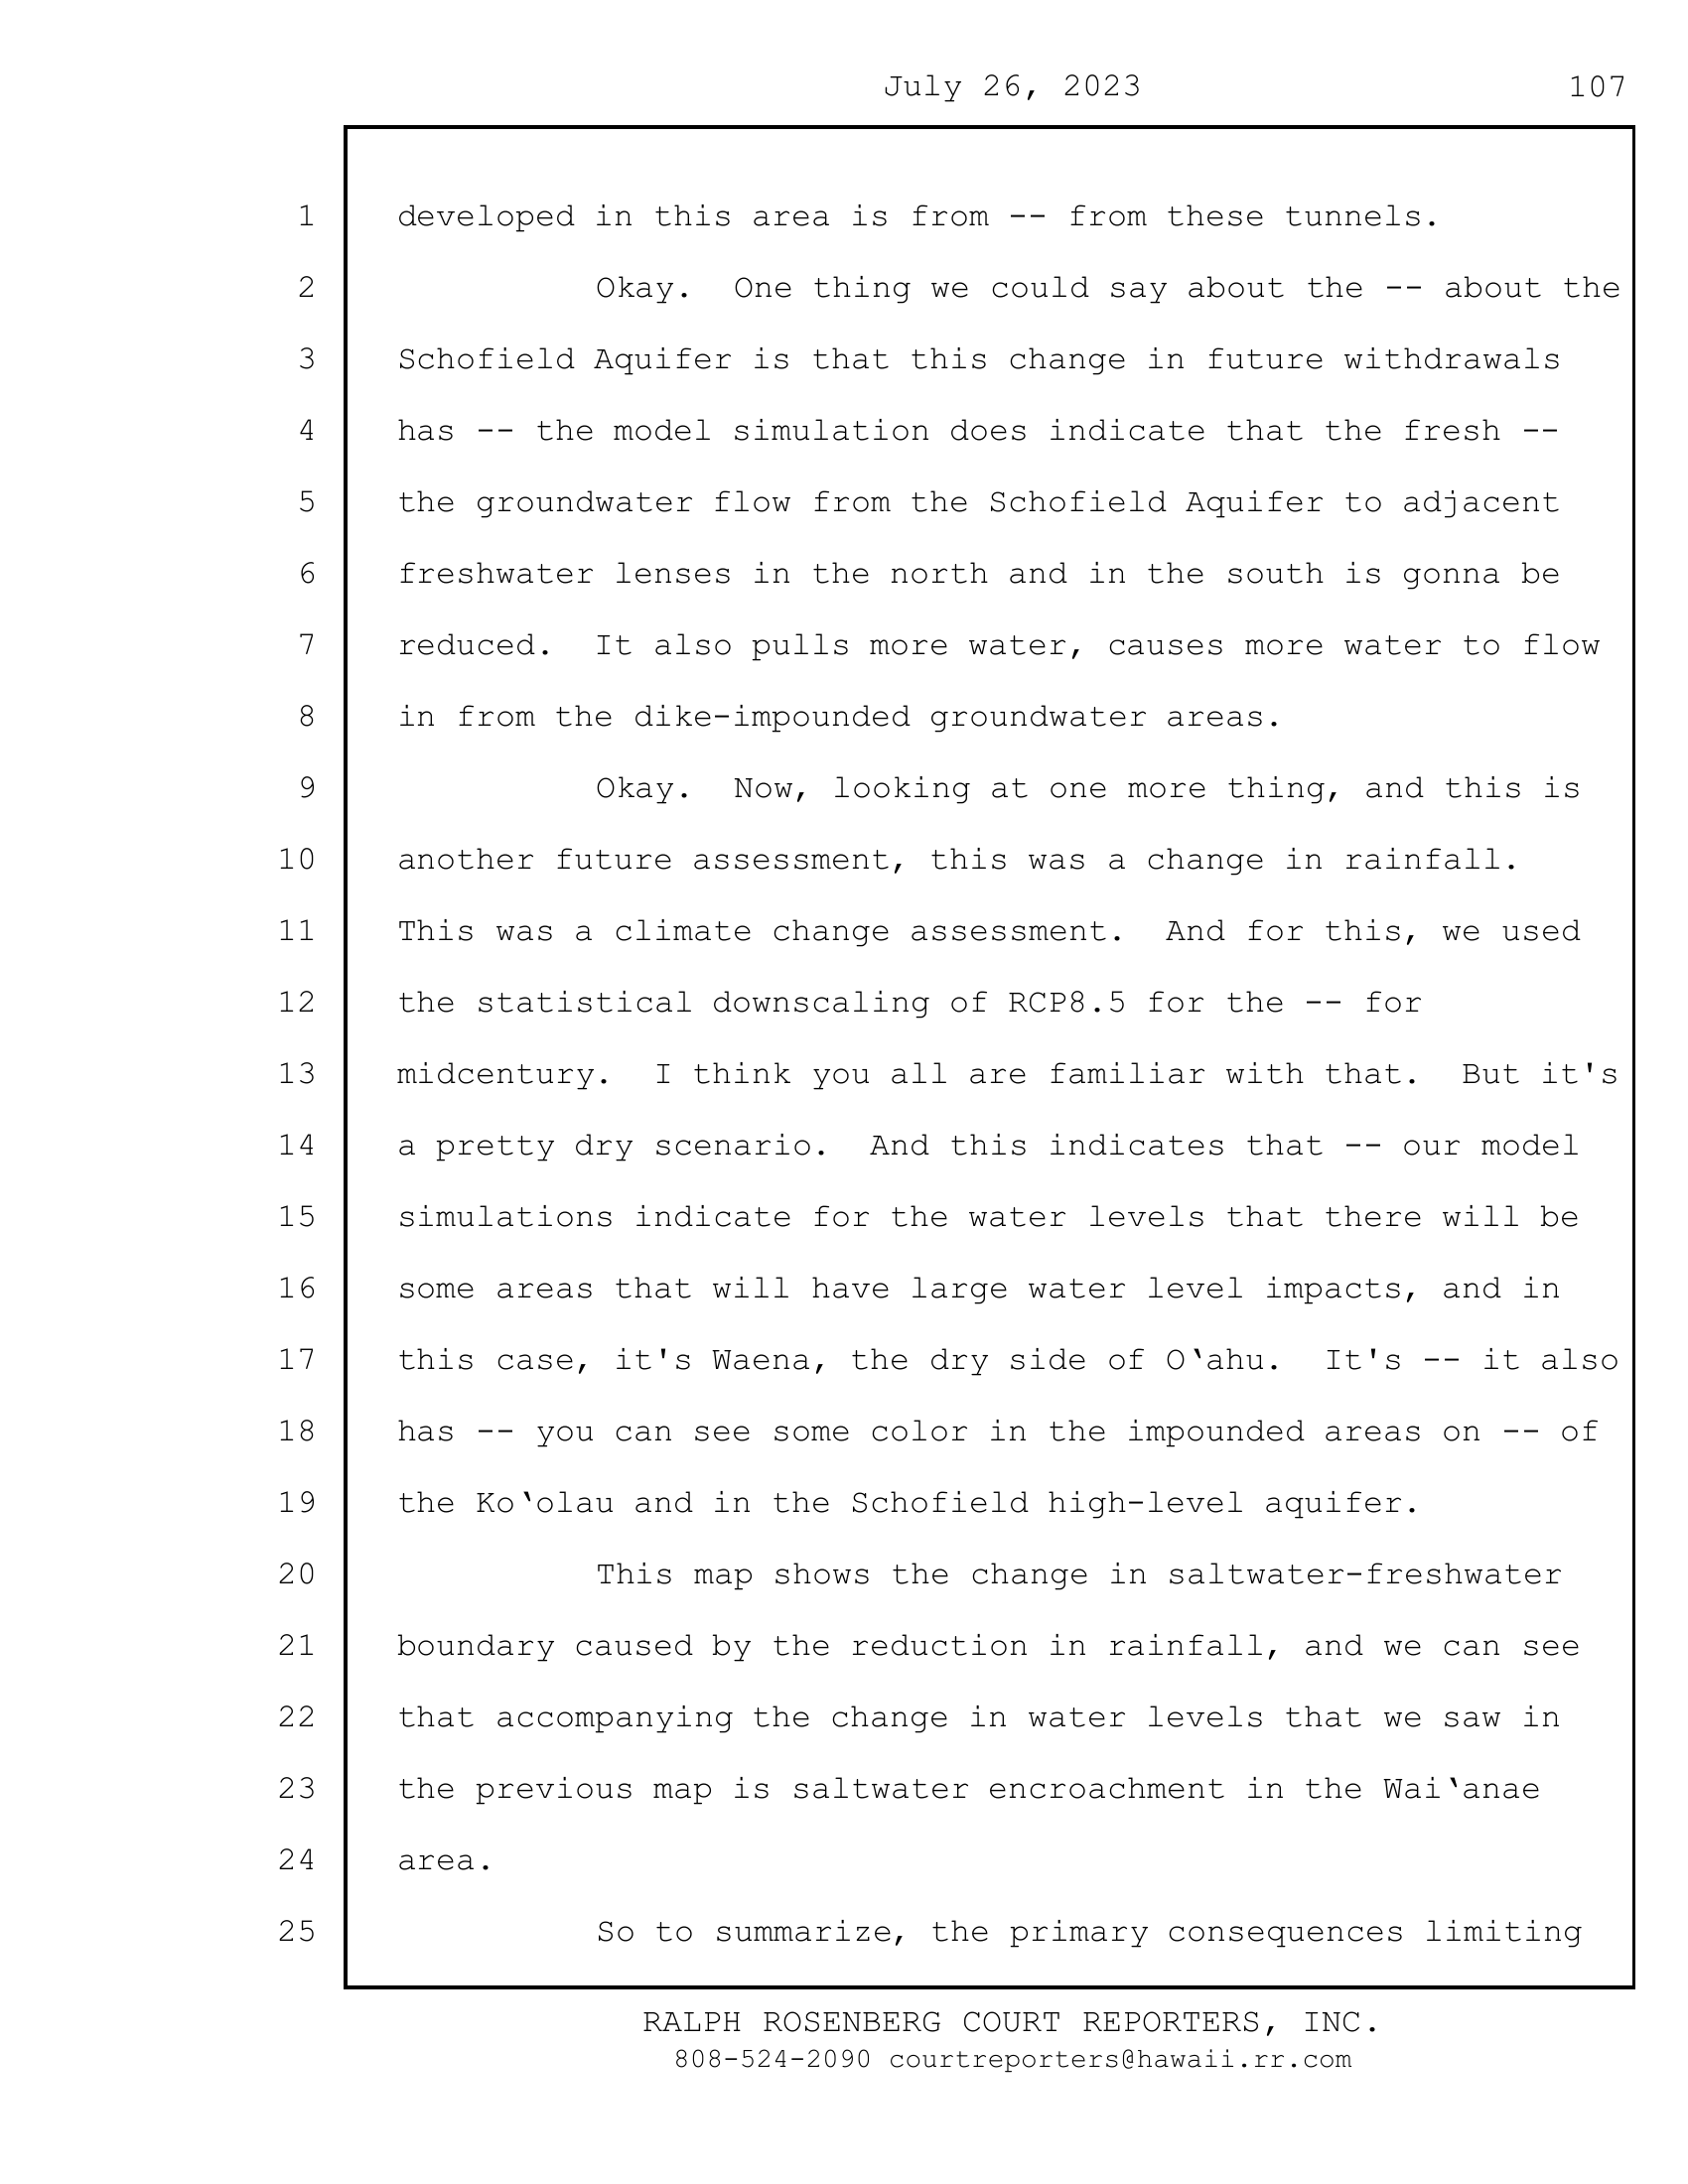 July 26, 2023 107
1 developed in this area is from -- from these tunnels.
2 Okay.  One thing we could say about the -- about the
3 Schofield Aquifer is that this change in future withdrawals
4 has -- the model simulation does indicate that the fresh --
5 the groundwater flow from the Schofield Aquifer to adjacent
6 freshwater lenses in the north and in the south is gonna be
7 reduced.  It also pulls more water, causes more water to flow
8 in from the dike-impounded groundwater areas.
9 Okay.  Now, looking at one more thing, and this is
10 another future assessment, this was a change in rainfall.
11 This was a climate change assessment.  And for this, we used
12 the statistical downscaling of RCP8.5 for the -- for
13 midcentury.  I think you all are familiar with that.  But it's
14 a pretty dry scenario.  And this indicates that -- our model
15 simulations indicate for the water levels that there will be
16 some areas that will have large water level impacts, and in
17 this case, it's Waena, the dry side of O‘ahu.  It's -- it also
18 has -- you can see some color in the impounded areas on -- of
19 the Ko‘olau and in the Schofield high-level aquifer.
20 This map shows the change in saltwater-freshwater
21 boundary caused by the reduction in rainfall, and we can see
22 that accompanying the change in water levels that we saw in
23 the previous map is saltwater encroachment in the Wai‘anae
24 area.
25 So to summarize, the primary consequences limiting
RALPH ROSENBERG COURT REPORTERS, INC.
808-524-2090 courtreporters@hawaii.rr.com